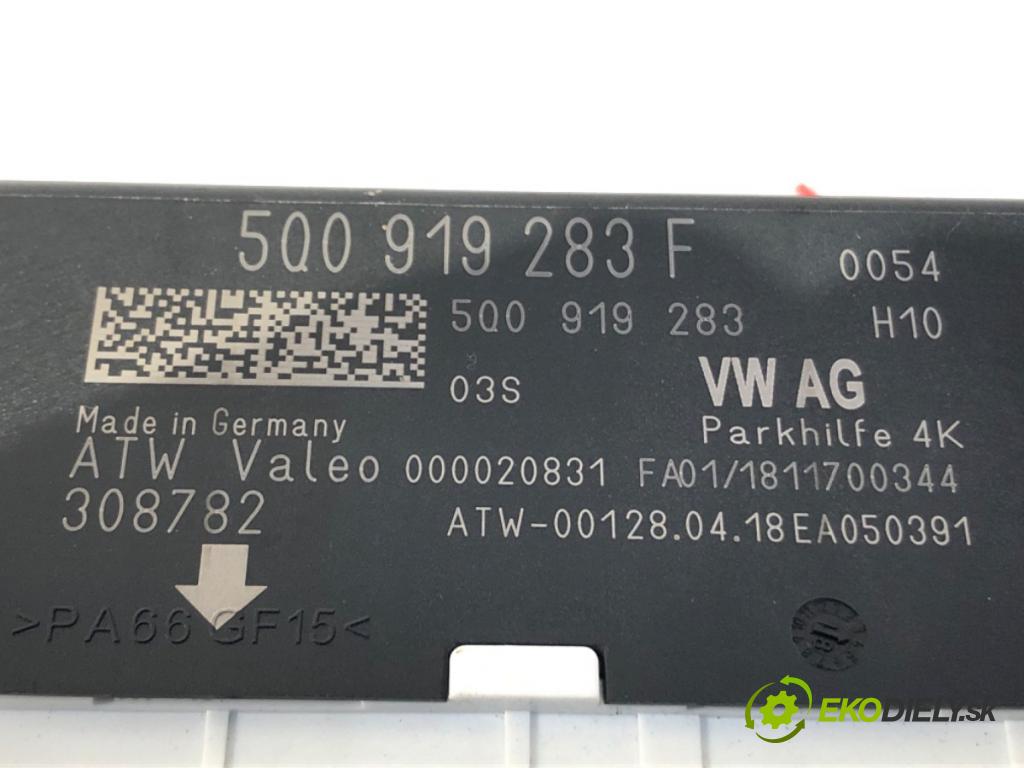 5Q0 919 283 F 0054
5Q0 919 283 H10
03S VW AG
Made in Germany Parkhilfe 4K
ATW Valeo 000020831 FA01/1811700344
308782 ATW-00128.04.18EA050391
>PA66 GF15<
18
EKODIELY.SK